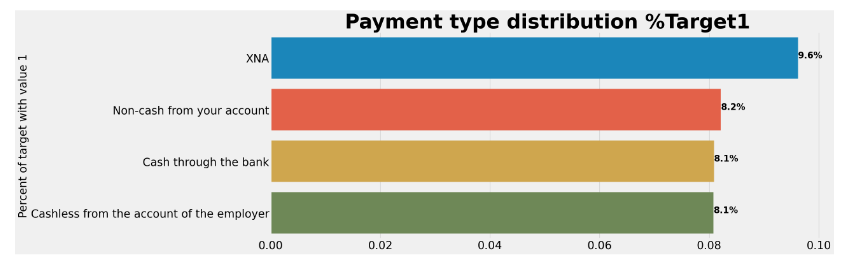 Payment type distribution %Target1
Percent of target with value 1
XNA
9.6%
Non-cash from your account
8.2%
Cash through the bank
8.1%
Cashless from the account of the employer
8.1%
0.00 0.02 0.04 0.06 0.08 0.10